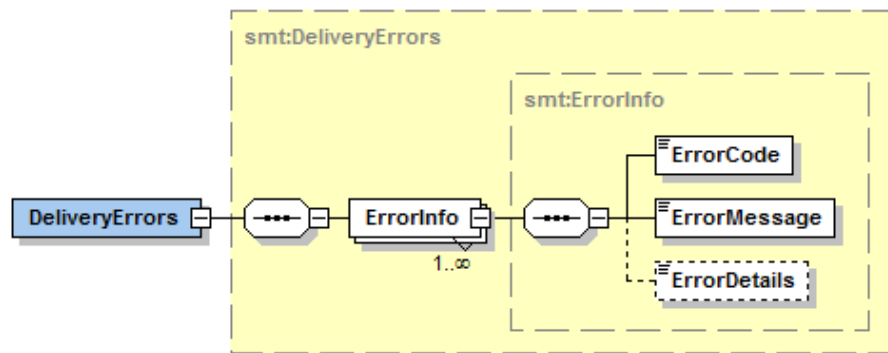 smt:DeliveryErrors
smt:ErrorInfo
ErrorCode
DeliveryErrors
ErrorInfo
ErrorMessage
1..∞
ErrorDetails